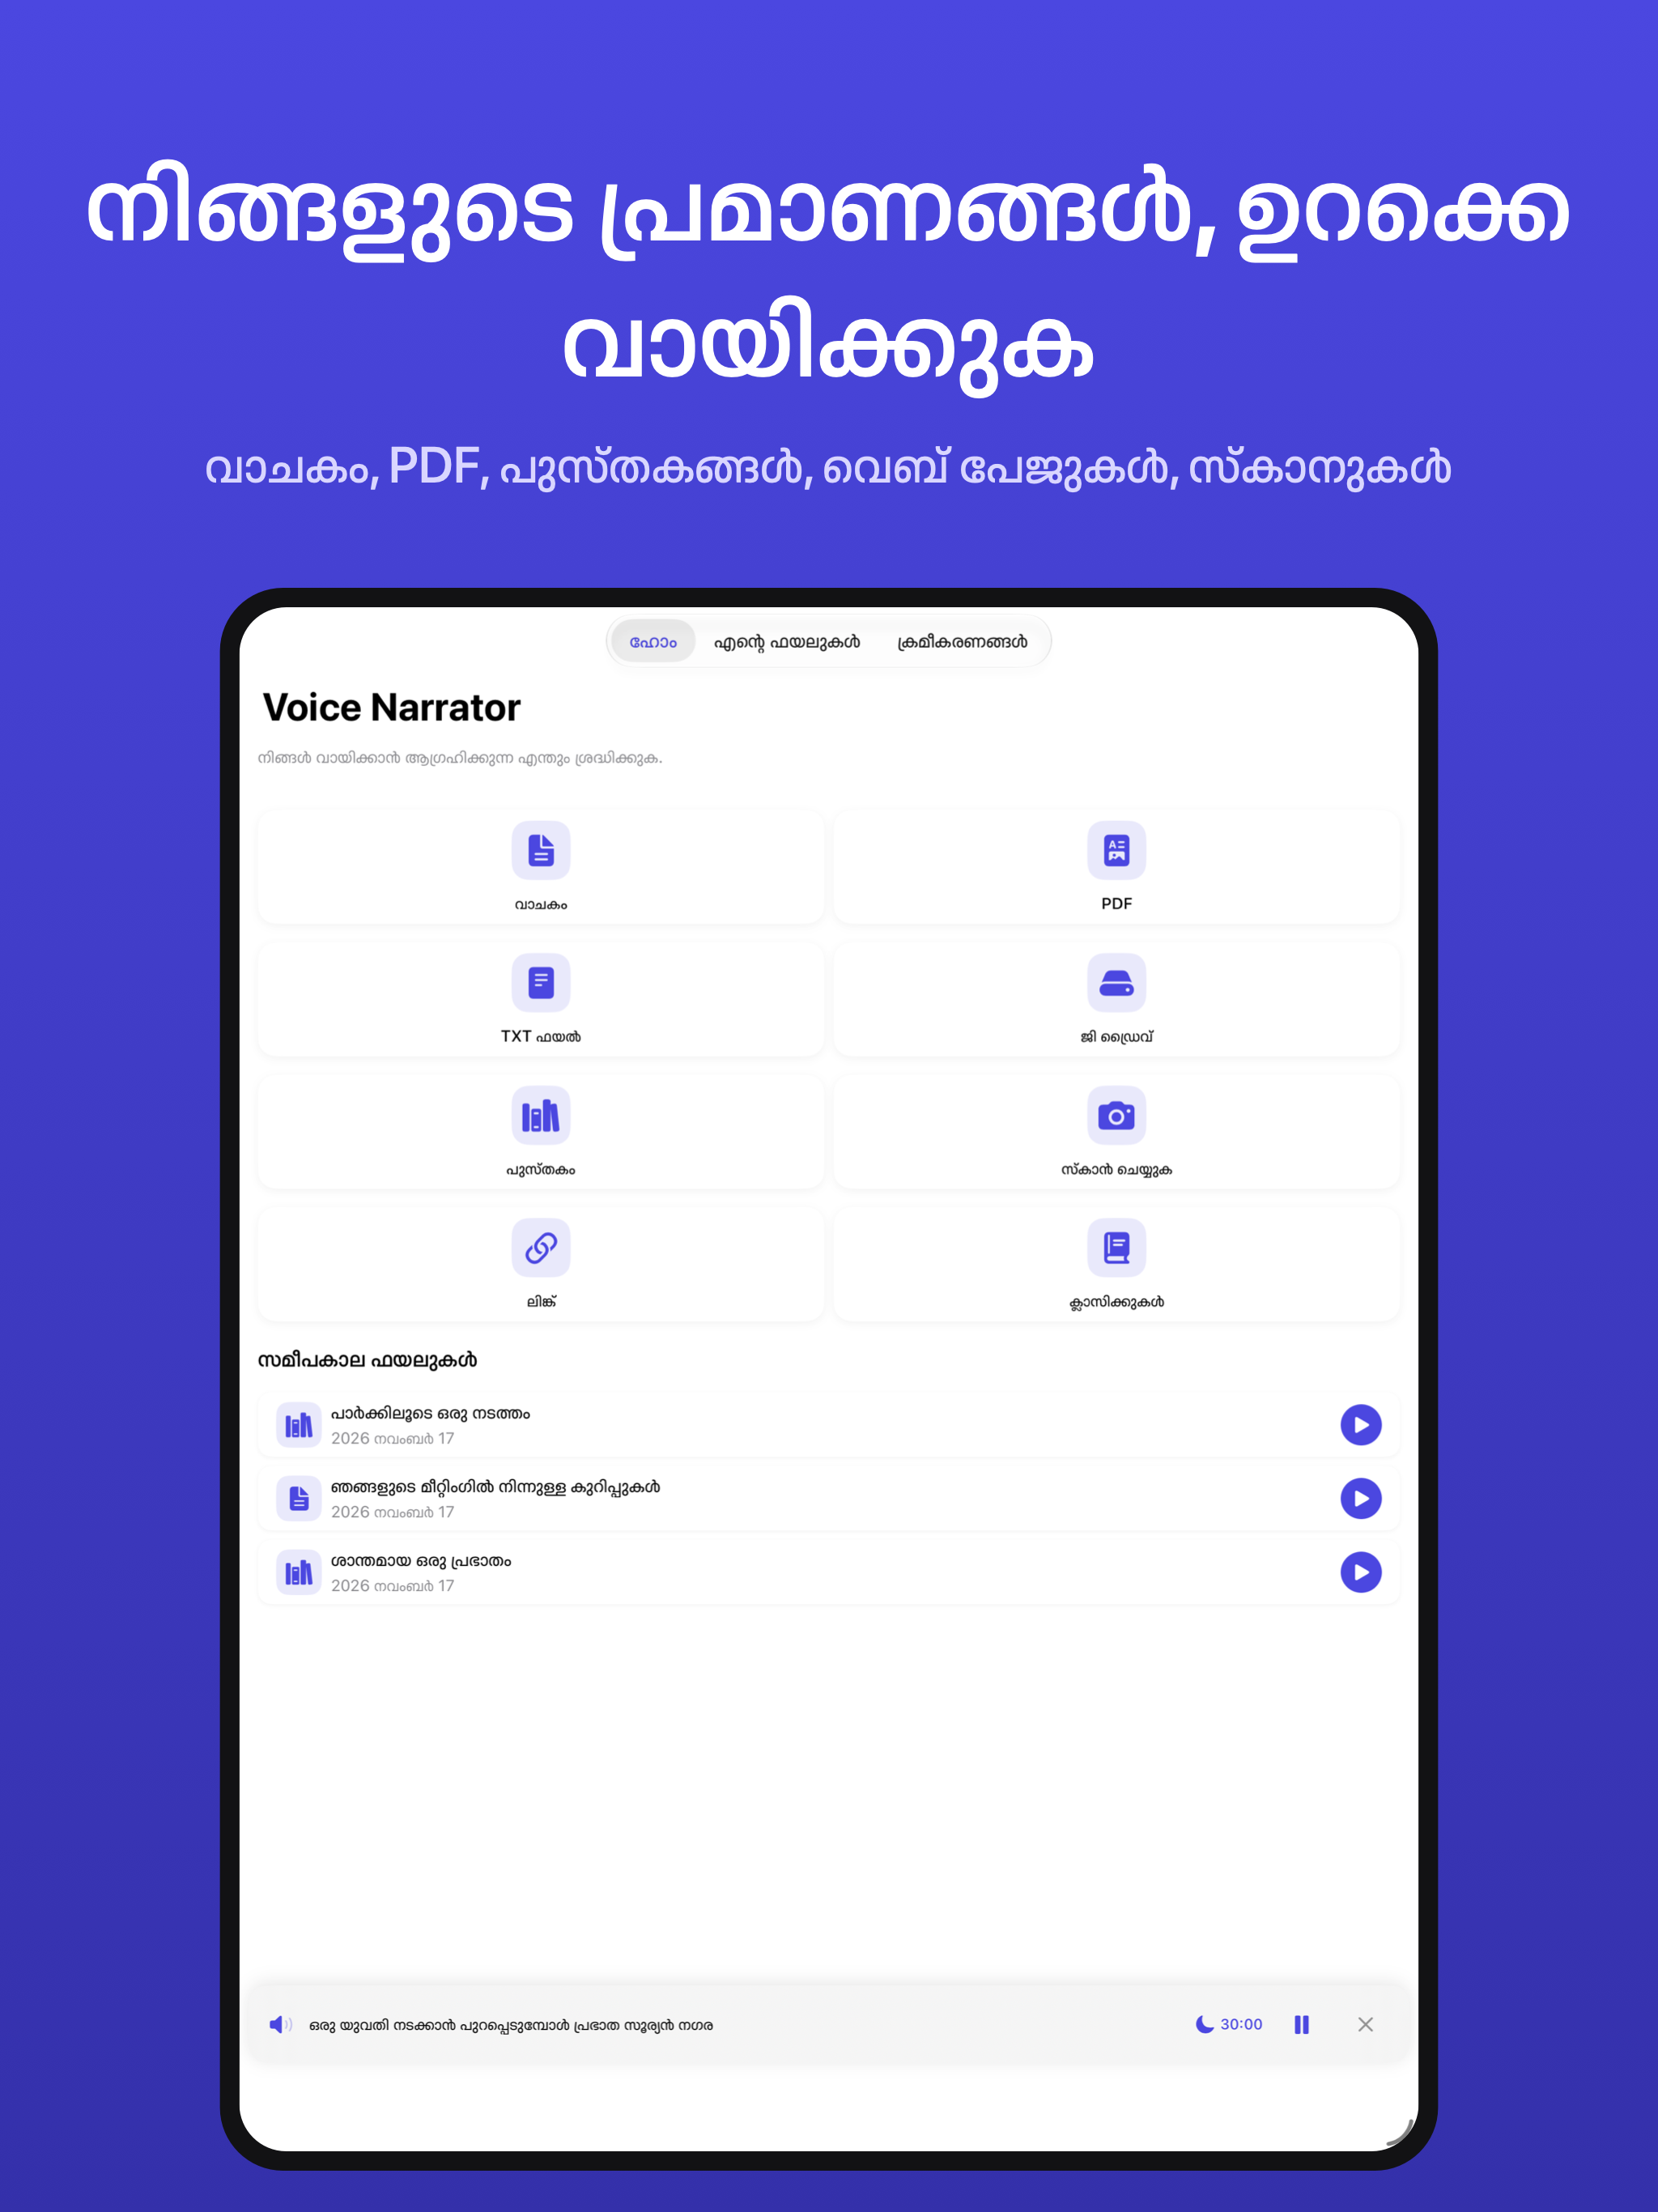 നിങ്ങളുടെ പ്രമാണങ്ങൾ, ഉറക്കെ
വായിക്കുക
വാചകം, PDF, പുസ്തകങ്ങൾ, വെബ് പേജുകൾ, സ്കാനുകൾ
ഹോം എന്റെ ഫയലുകൾ ക്രമീകരണങ്ങൾ
Voice Narrator
നിങ്ങൾ വായിക്കാൻ ആഗ്രഹിക്കുന്ന എന്തും ശ്രദ്ധിക്കുക.
വാചകം PDF
TXT ഫയൽ ജി ഡ്രൈവ്
പുസ്തകം സ്കാൻ ചെയ്യുക
ലിങ്ക് ക്ലാസിക്കുകൾ
സമീപകാല ഫയലുകൾ
പാർക്കിലൂടെ ഒരു നടത്തം
2026 നവംബർ 17
ഞങ്ങളുടെ മീറ്റിംഗിൽ നിന്നുള്ള കുറിപ്പുകൾ
2026 നവംബർ 17
ശാന്തമായ ഒരു പ്രഭാതം
2026 നവംബർ 17
ഒരു യുവതി നടക്കാൻ പുറപ്പെടുമ്പോൾ പ്രഭാത സൂര്യൻ നഗര 30:00